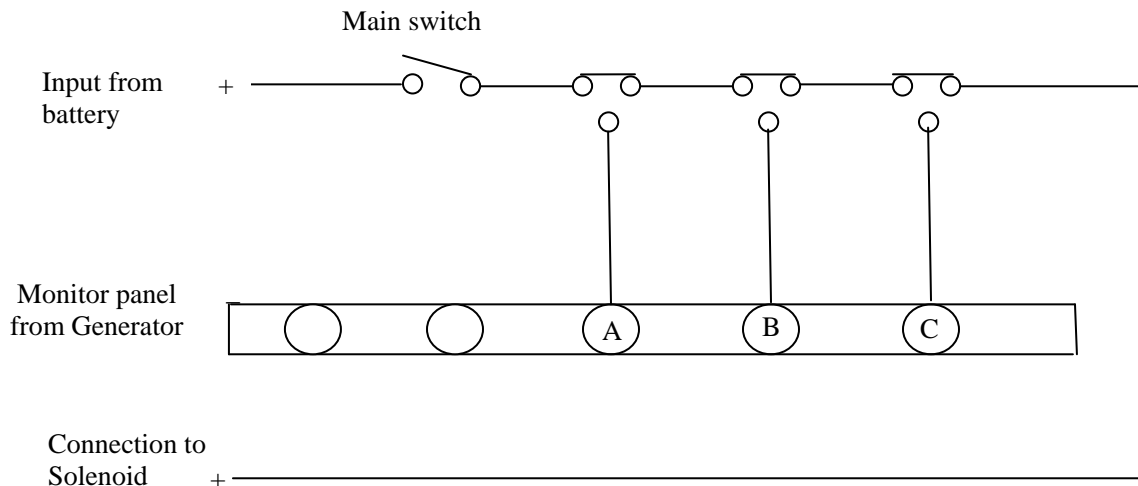 Main switch
Input from
battery
+
Monitor panel
from Generator
–
A
B
C
Connection to
Solenoid
+